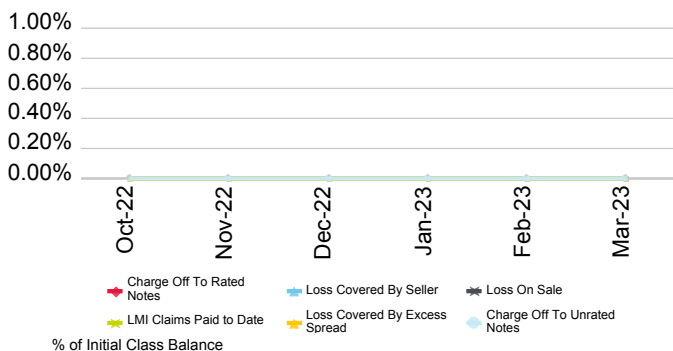 1.00%
0.80%
0.60%
0.40%
0.20%
0.00%
Oct-22
Nov-22
Dec-22
Jan-23
Feb-23
Mar-23
Charge Off To Rated
Notes
Loss Covered By Seller
Loss On Sale
LMI Claims Paid to Date
Loss Covered By Excess
Spread
Charge Off To Unrated
Notes
% of Initial Class Balance